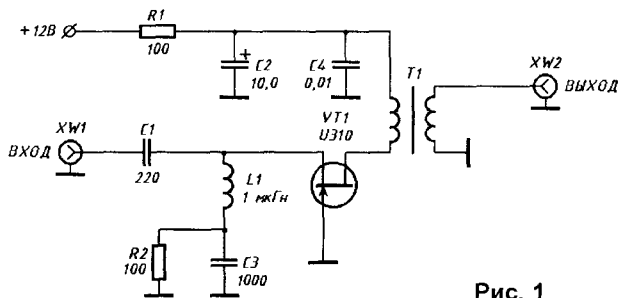 +12В
R1
100
C2
10,0
C4
0,01
T1
XW2
ВЫХОД
VT1
U310
XW1
ВХОД
C1
220
L1
1 мкГн
R2
100
C3
1000
Рис. 1